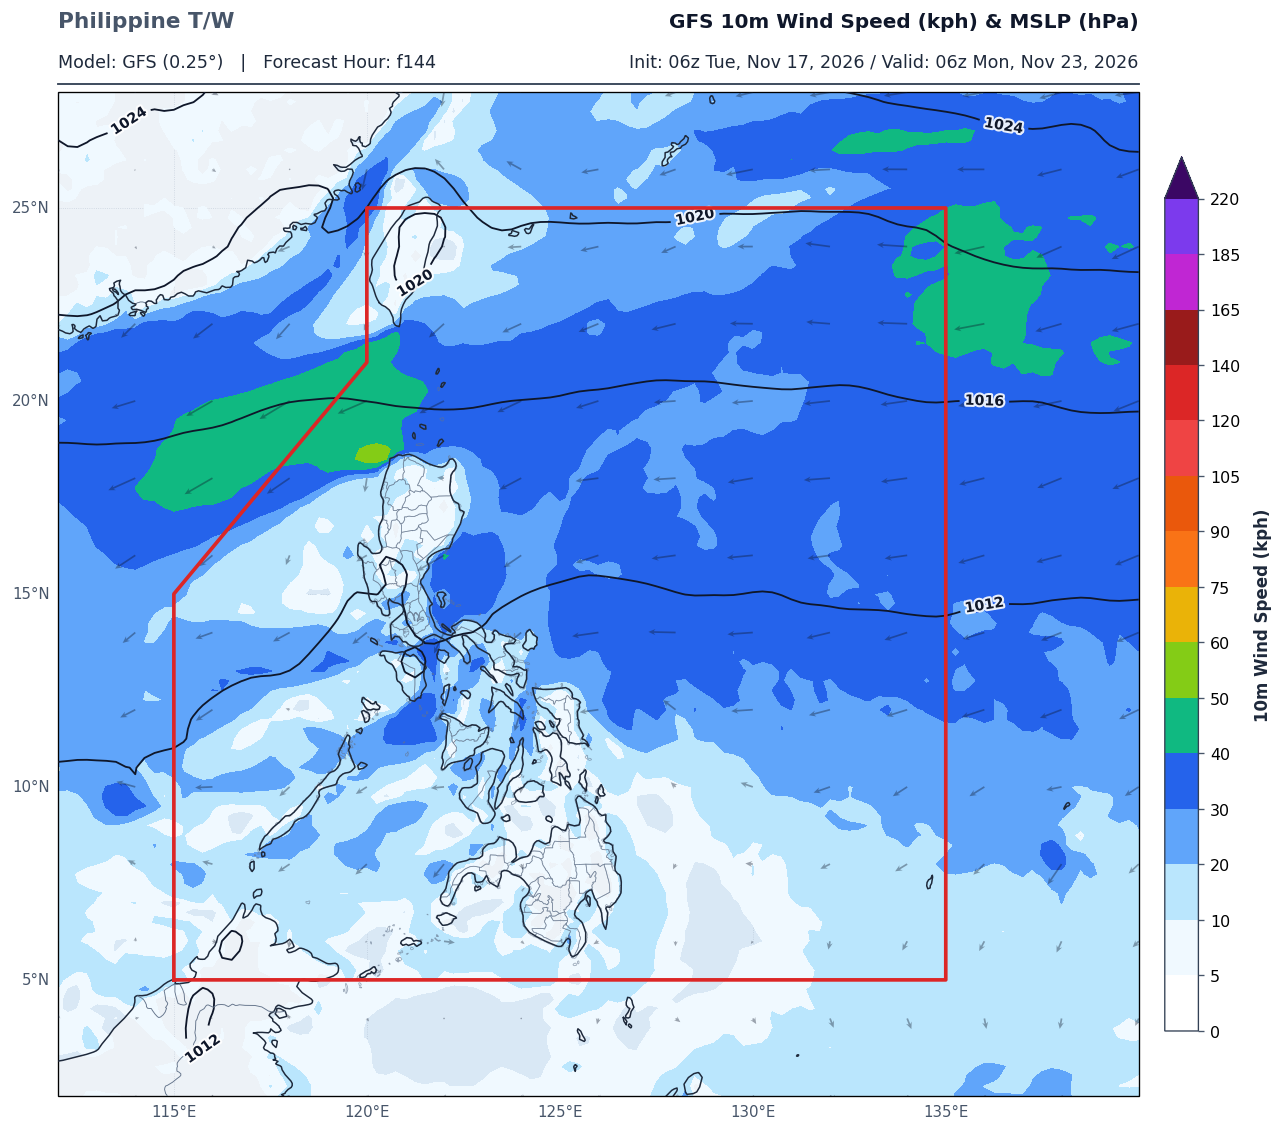 Philippine T/W
GFS 10m Wind Speed (kph) & MSLP (hPa)
Model: GFS (0.25°) | Forecast Hour: f144
Init: 06z Tue, Nov 17, 2026 / Valid: 06z Mon, Nov 23, 2026
1024
1024
25°N
1020
1020
20°N
1016
15°N
1012
10°N
5°N
1012
115°E
120°E
125°E
130°E
135°E
220
185
165
140
120
105
90
75
60
50
40
30
20
10
5
0
10m Wind Speed (kph)